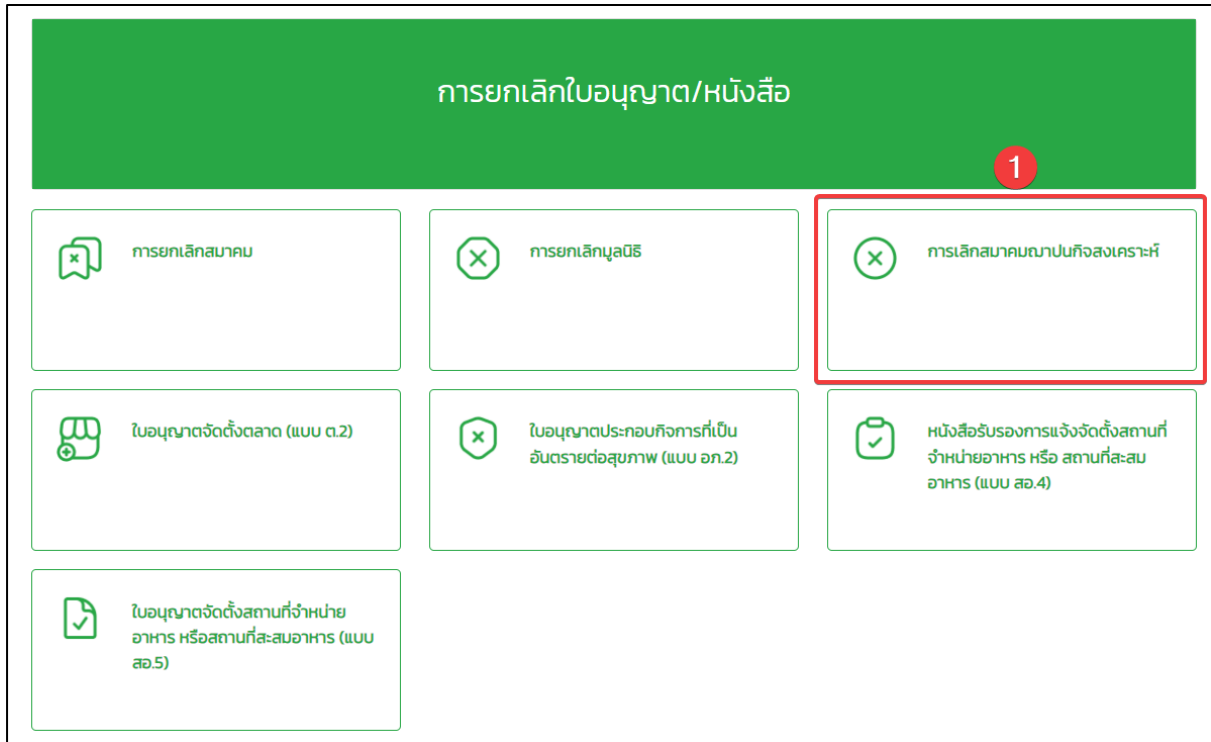 การยกเลิกใบอนุญาต/หนังสือ
1
การยกเลิกสมาคม
การยกเลิกมูลนิธิ
การเลิกสมาคมฌาปนกิจสงเคราะห์
ใบอนุญาตจัดตั้งตลาด (แบบ ต.2)
ใบอนุญาตประกอบกิจการที่เป็น
อันตรายต่อสุขภาพ (แบบ อภ.2)
หนังสือรับรองการแจ้งจัดตั้งสถานที่
จำหน่ายอาหาร หรือ สถานที่สะสม
อาหาร (แบบ สอ.4)
ใบอนุญาตจัดตั้งสถานที่จำหน่าย
อาหาร หรือสถานที่สะสมอาหาร (แบบ
สอ.5)